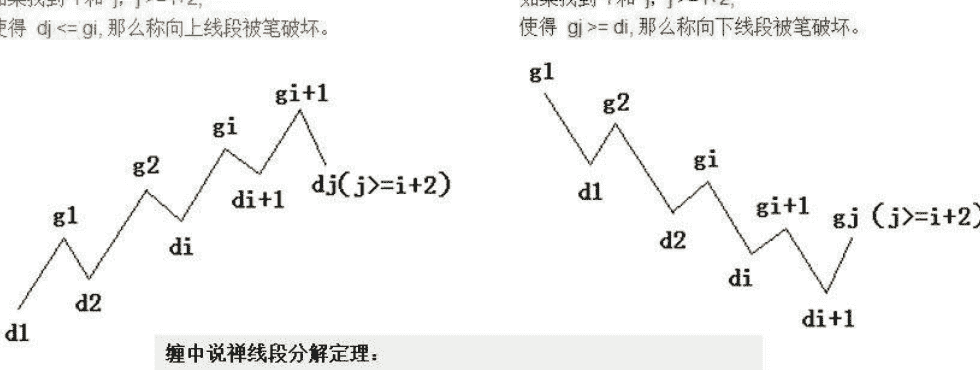 使得 dj <= gi, 那么称向上线段被笔破坏。
使得 gj >= di, 那么称向下线段被笔破坏。
g1
gi+1
g2
gi
g2
gi
dj(j>=i+2)
di+1
d1
g1
gi+1
gj (j>=i+2)
di
d2
d2
di
di+1
d1
缠中说禅线段分解定理: